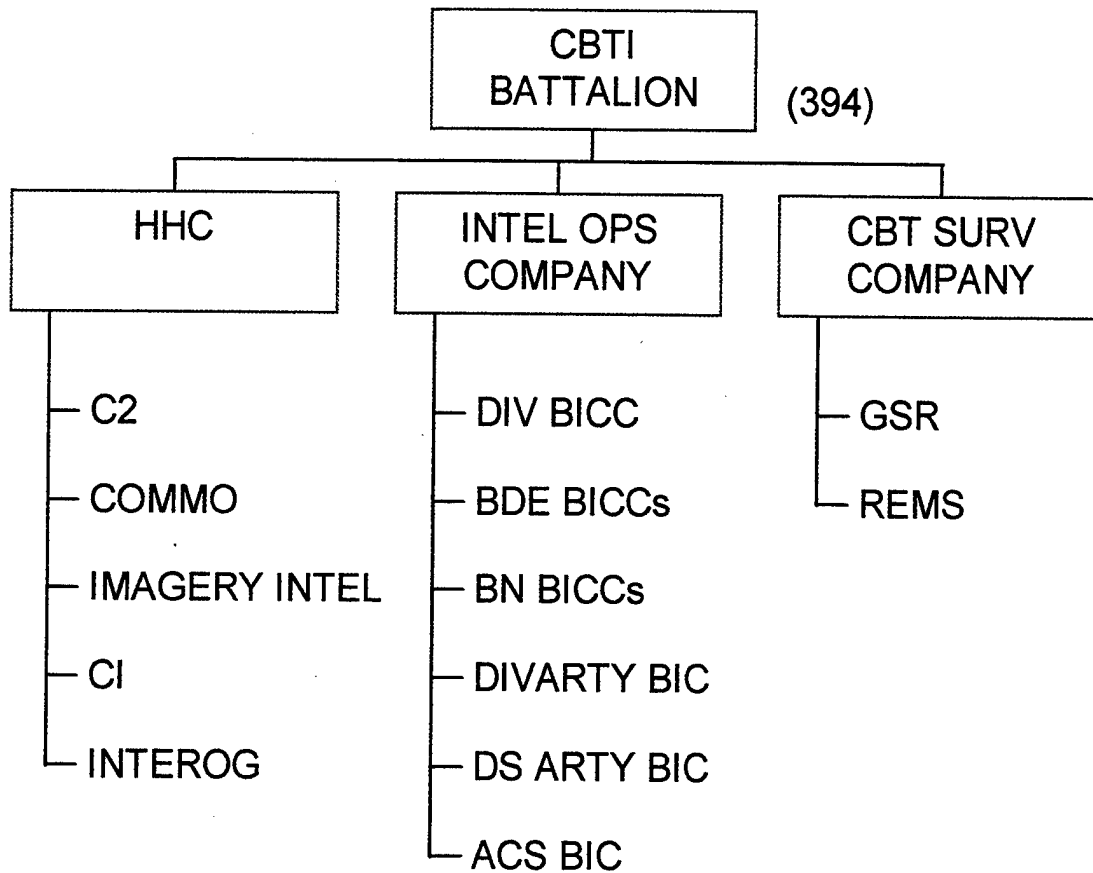 CBTI
BATTALION
(394)
HHC
INTEL OPS
COMPANY
CBT SURV
COMPANY
C2
COMMO
IMAGERY INTEL
CI
INTEROG
DIV BICC
BDE BICCs
BN BICCs
DIVARTY BIC
DS ARTY BIC
ACS BIC
GSR
REMS